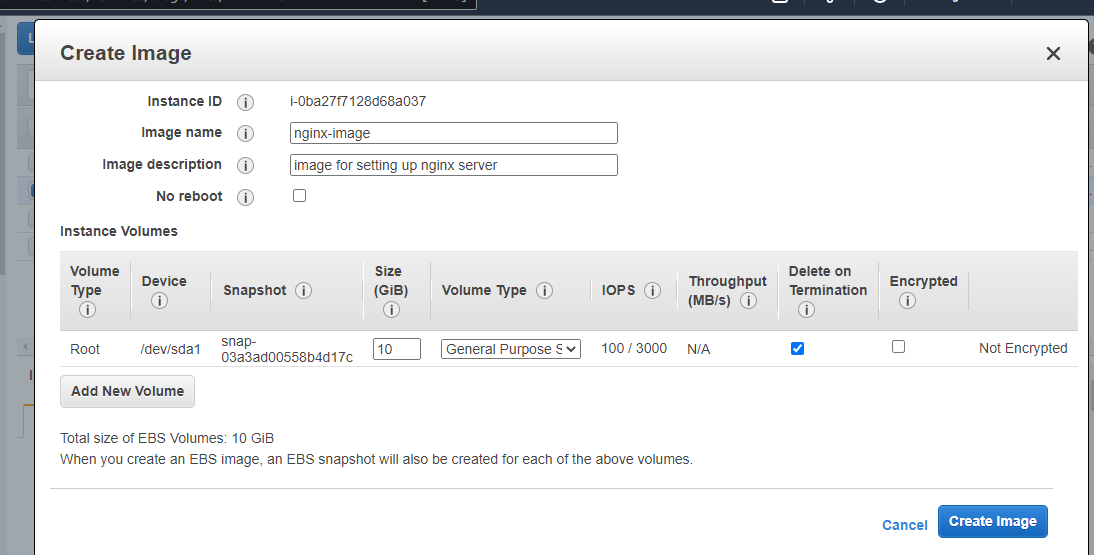 Create Image
Instance ID i-0ba27f7128d68a037
Image name nginx-image
Image description image for setting up nginx server
No reboot
Instance Volumes
Volume Type Device Snapshot Size (GiB) Volume Type IOPS Throughput (MB/s) Delete on Termination Encrypted
Root /dev/sda1 snap-03a3ad00558b4d17c 10 General Purpose S 100 / 3000 N/A Not Encrypted
Add New Volume
Total size of EBS Volumes: 10 GiB
When you create an EBS image, an EBS snapshot will also be created for each of the above volumes.
Cancel Create Image